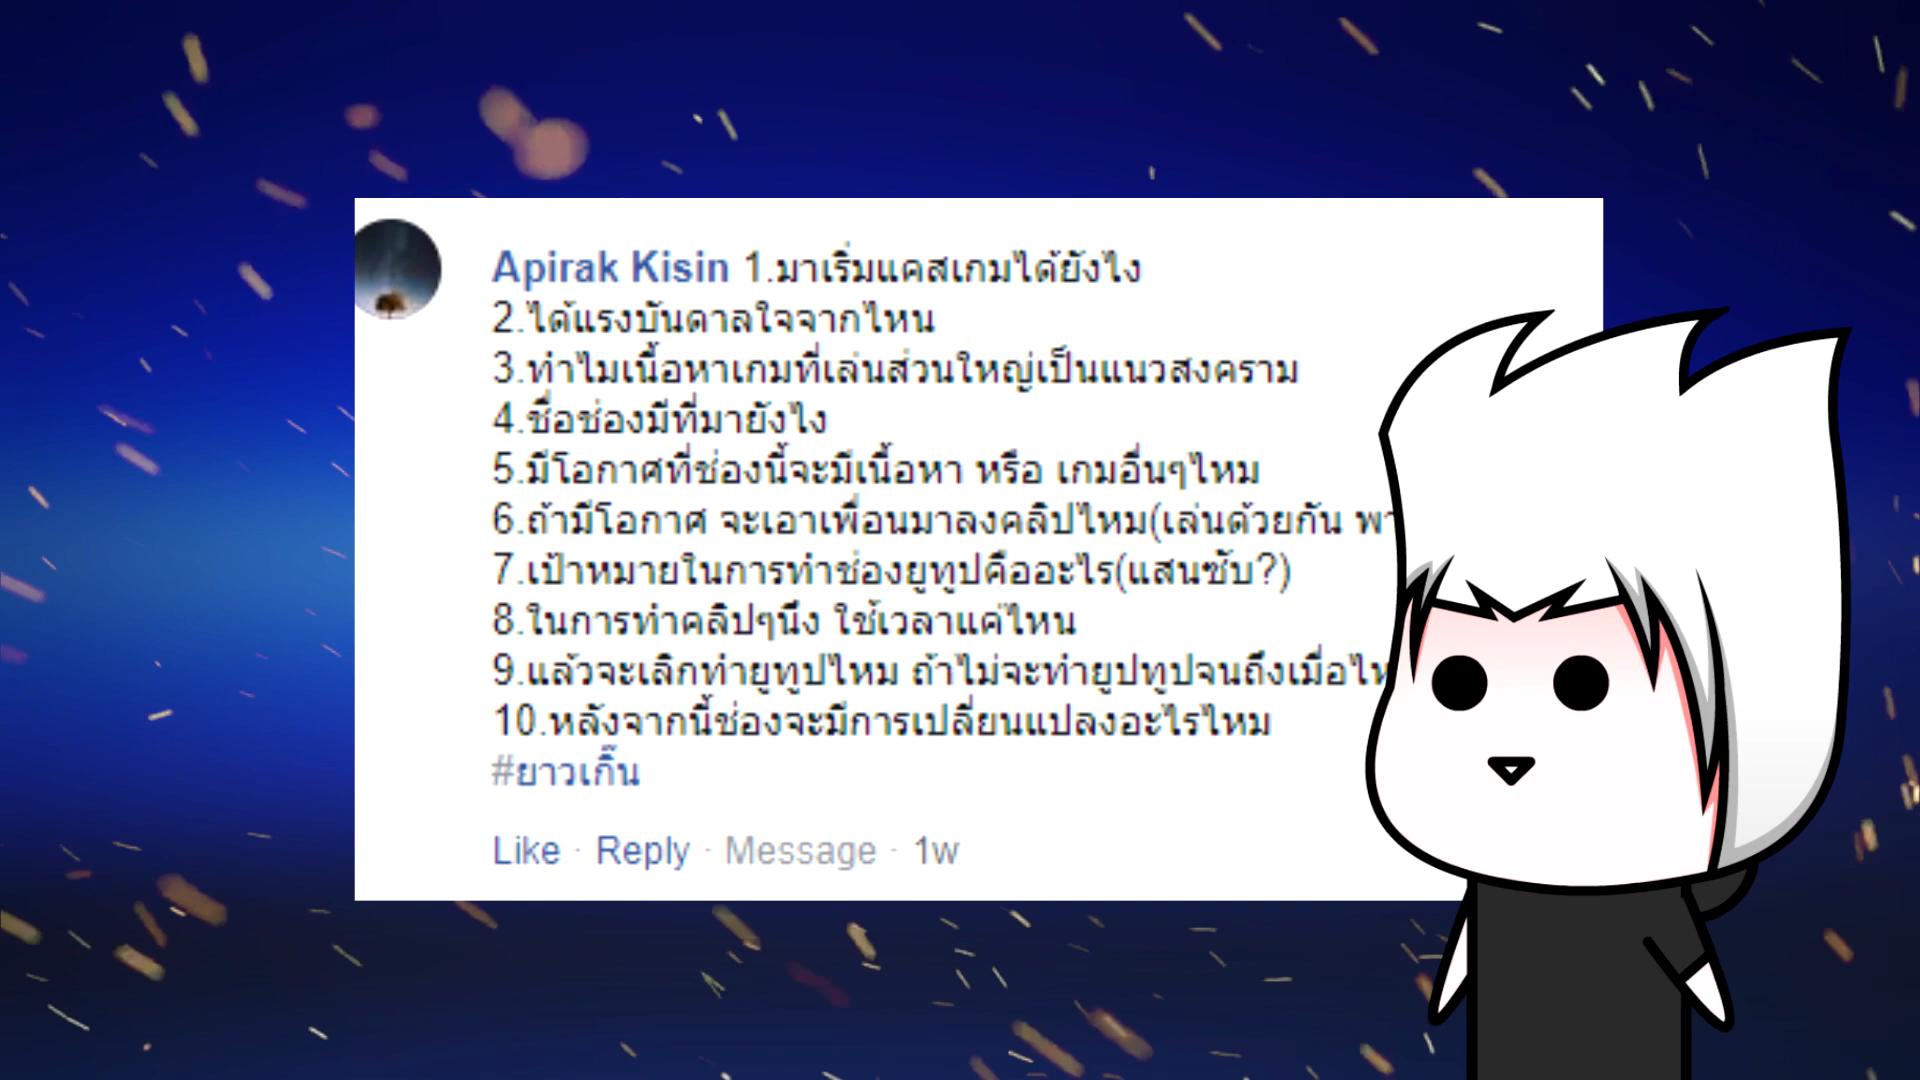 Apirak Kisin 1.มาเริ่มแคสเกมได้ยังไง
2.ได้แรงบันดาลใจจากไหน
3.ทำไมเนื้อหาเกมที่เล่นส่วนใหญ่เป็นแนวสงคราม
4.ชื่อช่องมีที่มายังไง
5.มีโอกาศที่ช่องนี้จะมีเนื้อหา หรือ เกมอื่นๆไหม
6.ถ้ามีโอกาศ จะเอาเพื่อนมาลงคลิปไหม(เล่นด้วยกัน
7.เป้าหมายในการทำช่องยูทูปคืออะไร(แสนซับ?)
8.ในการทำคลิปๆนึง ใช้เวลาแค่ไหน
9.แล้วจะเลิกทำยูทูปไหม ถ้าไม่จะทำยูปทูปจนถึงเมื่อไห
10.หลังจากนี้ช่องจะมีการเปลี่ยนแปลงอะไรไหม
#ยาวเกิ๊น
Like · Reply · Message · 1w